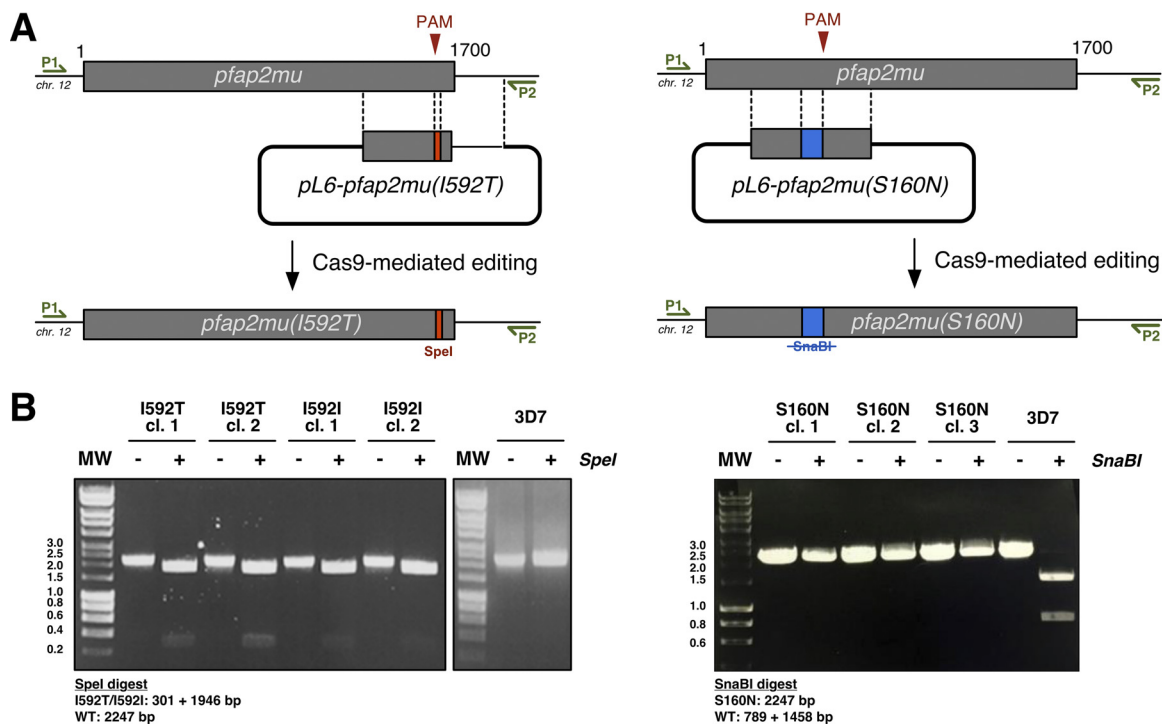 A
PAM
1
1700
P1
pfap2mu
chr. 12
P2
pL6-pfap2mu(I592T)
Cas9-mediated editing
P1
pfap2mu(I592T)
chr. 12
P2
SpeI
PAM
1
1700
P1
pfap2mu
chr. 12
P2
pL6-pfap2mu(S160N)
Cas9-mediated editing
P1
pfap2mu(S160N)
chr. 12
P2
SnaBI
B
I592T I592T I592I I592I
cl. 1 cl. 2 cl. 1 cl. 2 3D7
MW - + - + - + - + MW - + SpeI
3.0
2.5
2.0
1.5
1.0
0.8
0.6
0.4
0.2
SpeI digest
I592T/I592I: 301 + 1946 bp
WT: 2247 bp
S160N S160N S160N
cl. 1 cl. 2 cl. 3 3D7
MW - + - + - + - + SnaBI
3.0
2.5
2.0
1.5
1.0
0.8
0.6
SnaBI digest
S160N: 2247 bp
WT: 789 + 1458 bp